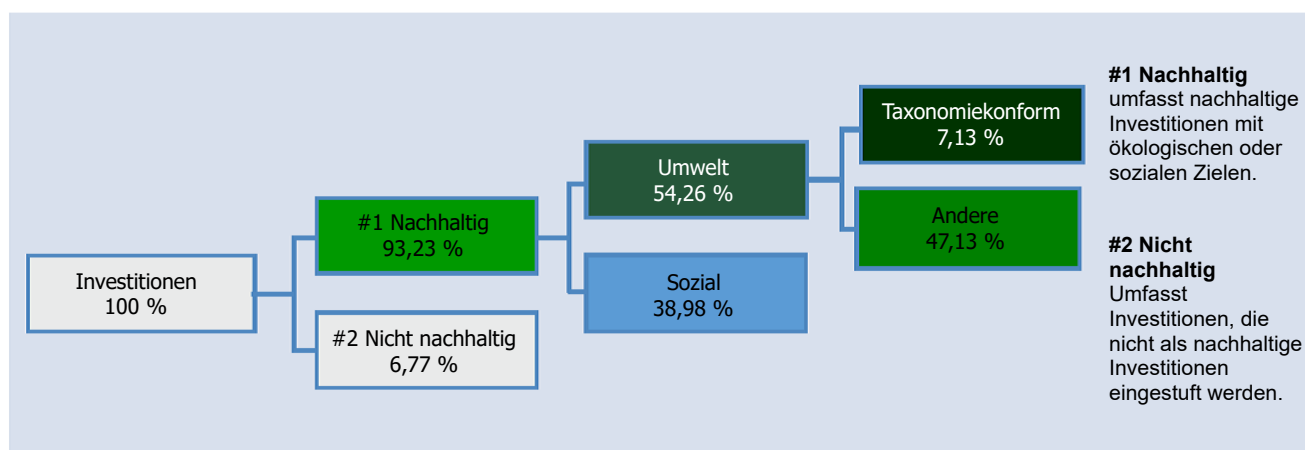 Investitionen
100 %
#1 Nachhaltig
93,23 %
#2 Nicht nachhaltig
6,77 %
Umwelt
54,26 %
Sozial
38,98 %
Taxonomiekonform
7,13 %
Andere
47,13 %
#1 Nachhaltig
umfasst nachhaltige
Investitionen mit
ökologischen oder
sozialen Zielen.
#2 Nicht
nachhaltig
Umfasst
Investitionen, die
nicht als nachhaltige
Investitionen
eingestuft werden.